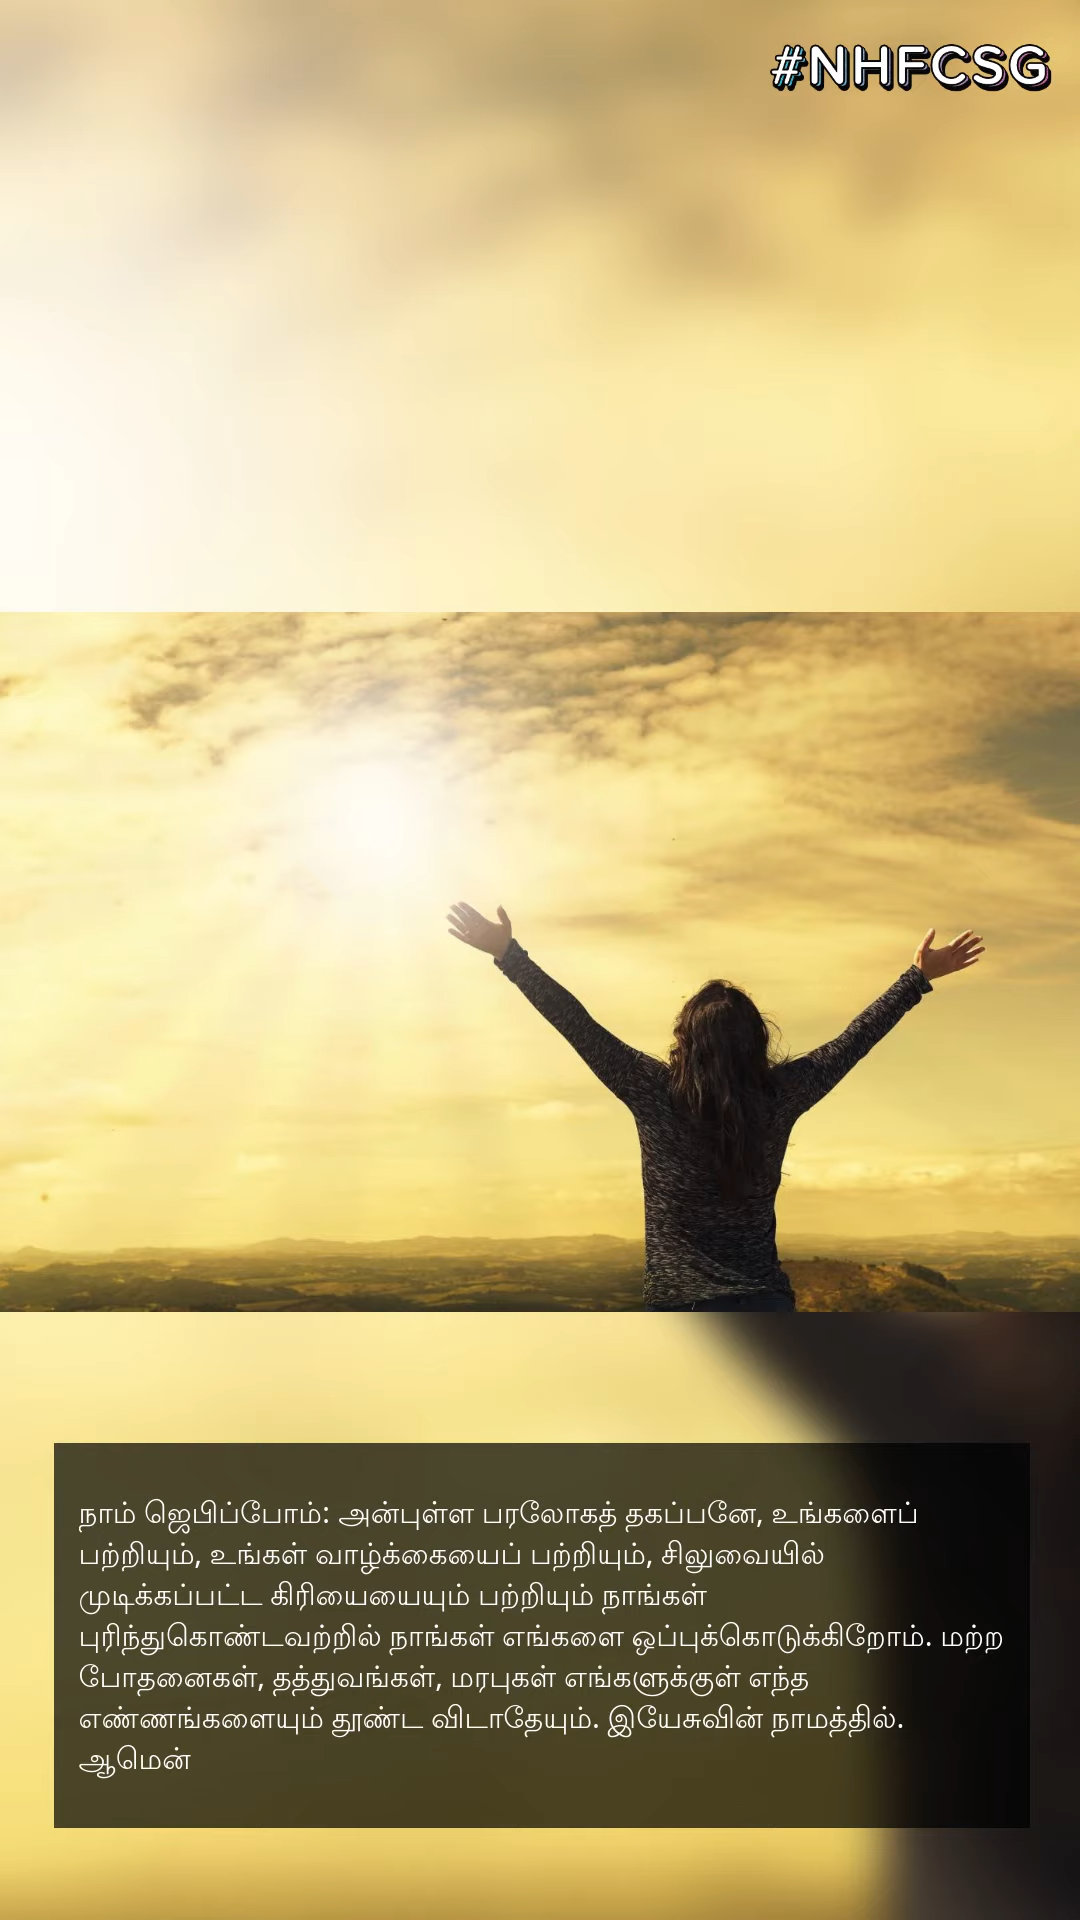 #NHFCSG
நாம் ஜெபிப்போம்: அன்புள்ள பரலோகத் தகப்பனே, உங்களைப்
பற்றியும், உங்கள் வாழ்க்கையைப் பற்றியும், சிலுவையில்
முடிக்கப்பட்ட கிரியையையும் பற்றியும் நாங்கள்
புரிந்துகொண்டவற்றில் நாங்கள் எங்களை ஒப்புக்கொடுக்கிறோம். மற்ற
போதனைகள், தத்துவங்கள், மரபுகள் எங்களுக்குள் எந்த
எண்ணங்களையும் தூண்ட விடாதேயும். இயேசுவின் நாமத்தில்.
ஆமென்